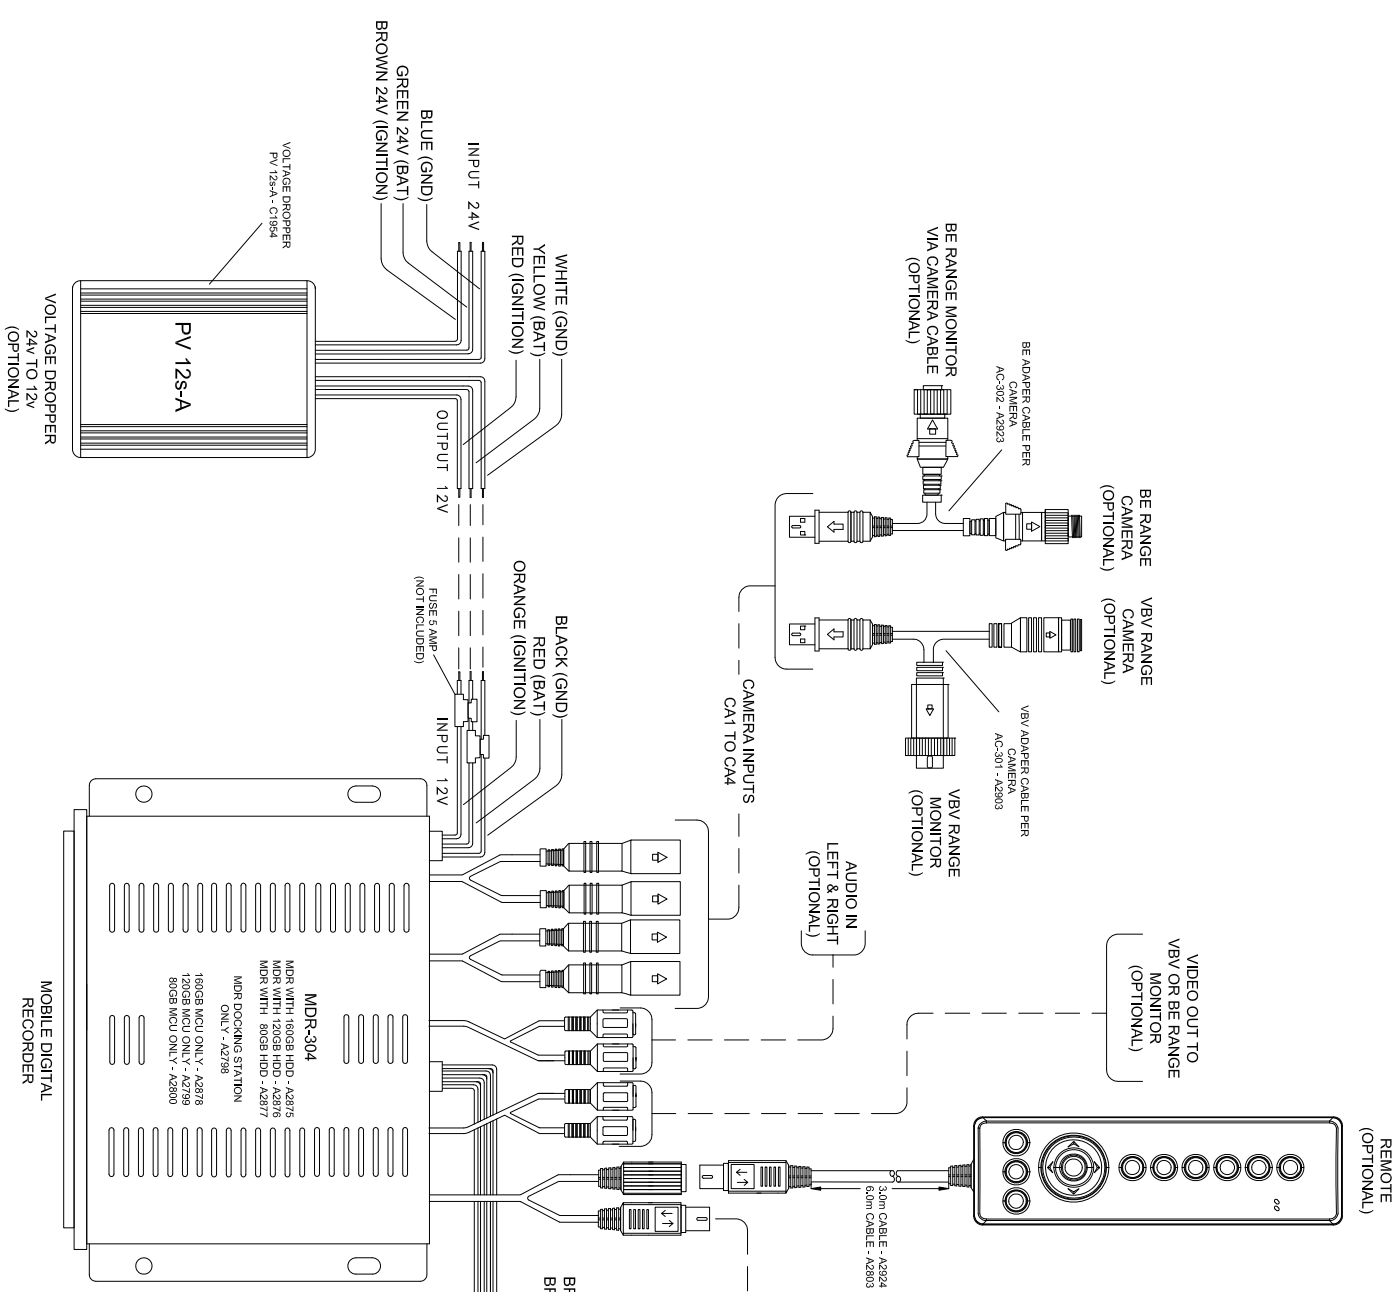 REMOTE
(OPTIONAL)
VIDEO OUT TO
VBV OR BE RANGE
MONITOR
(OPTIONAL)
3.0m CABLE - A2924
6.0m CABLE - A2803
BE RANGE
CAMERA
(OPTIONAL)
VBV RANGE
CAMERA
(OPTIONAL)
BE ADAPER CABLE PER
CAMERA
AC-302 - A2923
VBV ADAPER CABLE PER
CAMERA
AC-301 - A2903
BE RANGE MONITOR
VIA CAMERA CABLE
(OPTIONAL)
VBV RANGE
MONITOR
(OPTIONAL)
AUDIO IN
LEFT & RIGHT
(OPTIONAL)
CAMERA INPUTS
CA1 TO CA4
WHITE (GND)
YELLOW (BAT)
RED (IGNITION)
BLACK (GND)
RED (BAT)
ORANGE (IGNITION)
INPUT 24V
BLUE (GND)
GREEN 24V (BAT)
BROWN 24V (IGNITION)
OUTPUT 12V
INPUT 12V
FUSE 5 AMP
(NOT INCLUDED)
VOLTAGE DROPPER
PV 12s-A - C1954
PV 12s-A
VOLTAGE DROPPER
24v TO 12v
(OPTIONAL)
MDR-304
MDR WITH 160GB HDD - A2875
MDR WITH 120GB HDD - A2876
MDR WITH 80GB HDD - A2877
MDR DOCKING STATION
ONLY - A2798
160GB MCU ONLY - A2878
120GB MCU ONLY - A2799
80GB MCU ONLY - A2800
MOBILE DIGITAL
RECORDER